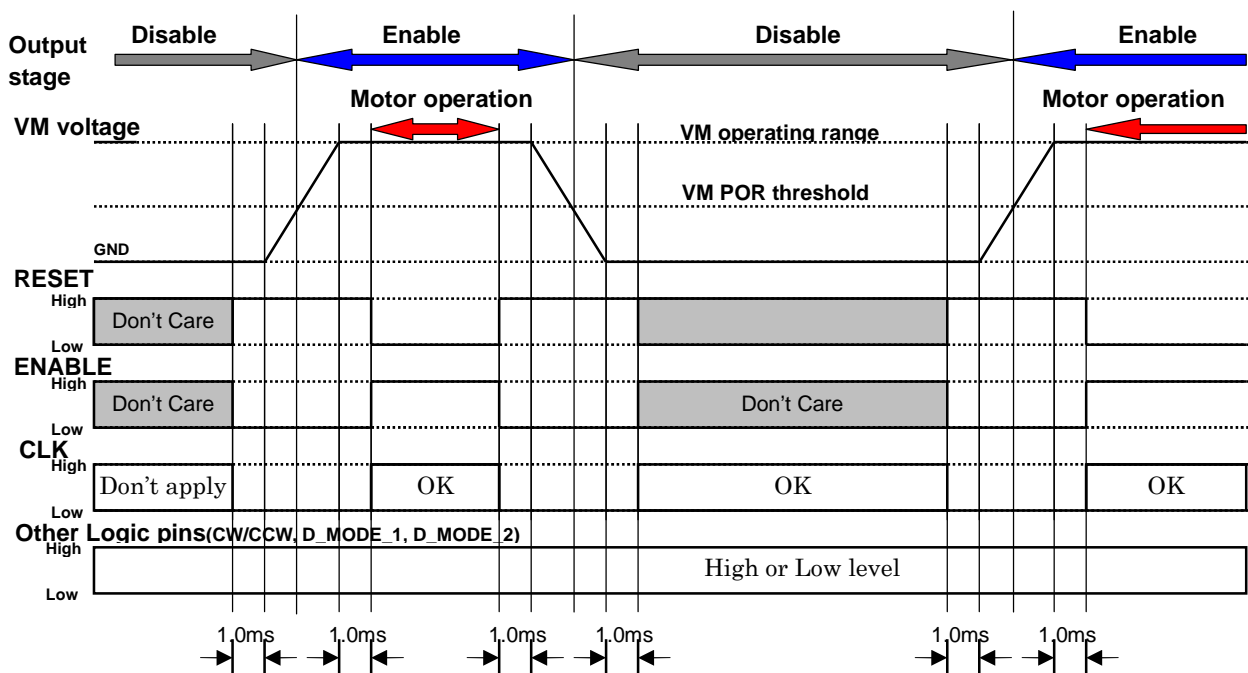 Output stage
Disable
Enable
Disable
Enable
Motor operation
Motor operation
VM voltage
VM operating range
VM POR threshold
GND
RESET
High
Don't Care
Low
ENABLE
High
Don't Care
Don't Care
Low
CLK
High
Don't apply
OK
OK
OK
Low
Other Logic pins(CW/CCW, D_MODE_1, D_MODE_2)
High
High or Low level
Low
1.0ms
1.0ms
1.0ms
1.0ms
1.0ms
1.0ms